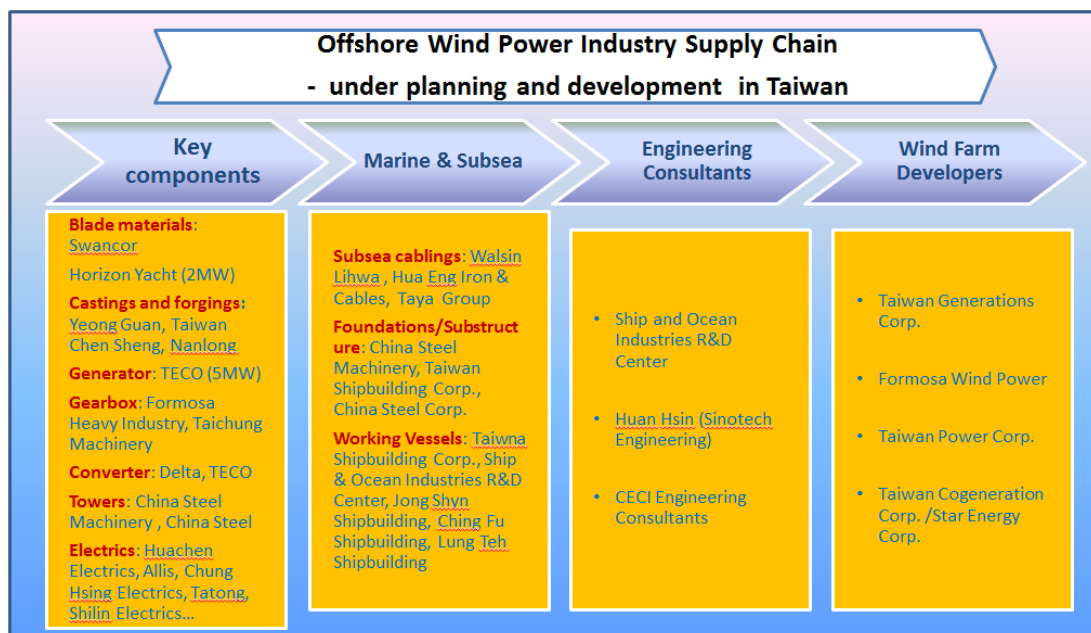 Offshore Wind Power Industry Supply Chain
- under planning and development in Taiwan
Key
components
Marine & Subsea
Engineering
Consultants
Wind Farm
Developers
Blade materials:
Swancor
Horizon Yacht (2MW)
Castings and forgings:
Yeong Guan, Taiwan
Chen Sheng, Nanlong
Generator: TECO (5MW)
Gearbox: Formosa
Heavy Industry, Taichung
Machinery
Converter: Delta, TECO
Towers: China Steel
Machinery , China Steel
Electrics: Huachen
Electrics, Allis, Chung
Hsing Electrics, Tatong,
Shilin Electrics...
Subsea cablings: Walsin
Lihwa , Hua Eng Iron &
Cables, Taya Group
Foundations/Substruct
ure: China Steel
Machinery, Taiwan
Shipbuilding Corp.,
China Steel Corp.
Working Vessels: Taiwna
Shipbuilding Corp., Ship
& Ocean Industries R&D
Center, Jong Shyn
Shipbuilding, Ching Fu
Shipbuilding, Lung Teh
Shipbuilding
• Ship and Ocean
Industries R&D
Center
• Huan Hsin (Sinotech
Engineering)
• CECI Engineering
Consultants
• Taiwan Generations
Corp.
• Formosa Wind Power
• Taiwan Power Corp.
• Taiwan Cogeneration
Corp. /Star Energy
Corp.